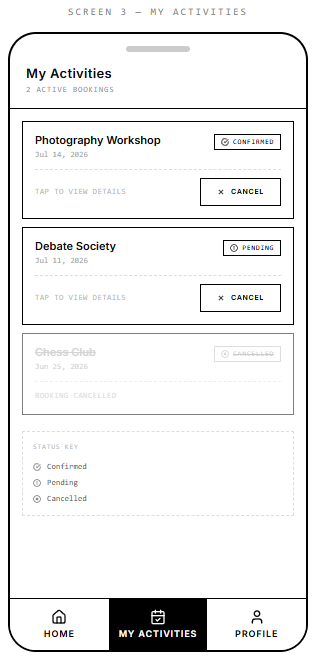 SCREEN 3 — MY ACTIVITIES
My Activities
2 ACTIVE BOOKINGS
Photography Workshop
CONFIRMED
Jul 14, 2026
TAP TO VIEW DETAILS
× CANCEL
Debate Society
PENDING
Jul 11, 2026
TAP TO VIEW DETAILS
× CANCEL
Chess Club
CANCELLED
Jun 25, 2026
BOOKING CANCELLED
STATUS KEY
Confirmed
Pending
Cancelled
HOME
MY ACTIVITIES
PROFILE